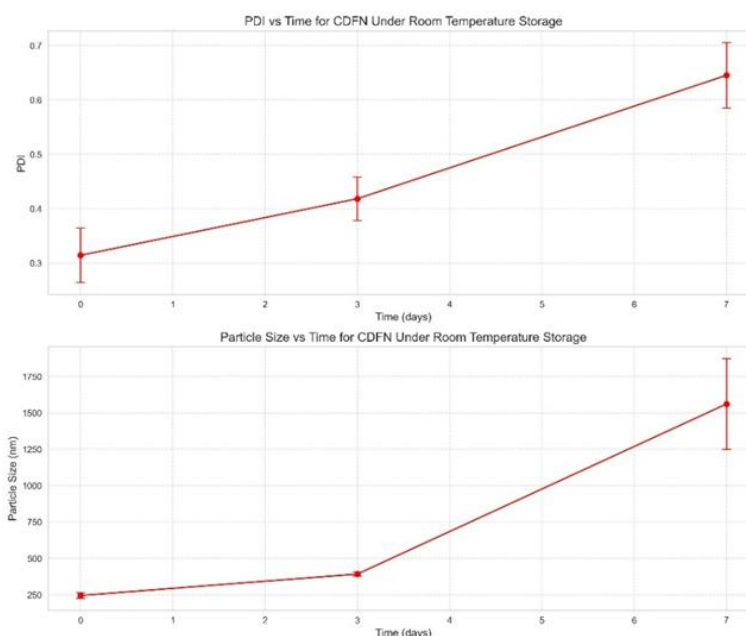 PDI vs Time for CDFN Under Room Temperature Storage
0.7
0.6
0.5
0.4
0.3
PDI
0 1 2 3 4 5 6 7
Time (days)
Particle Size vs Time for CDFN Under Room Temperature Storage
1750
1500
1250
1000
750
500
250
Particle Size (nm)
0 1 2 3 4 5 6 7
Time (days)